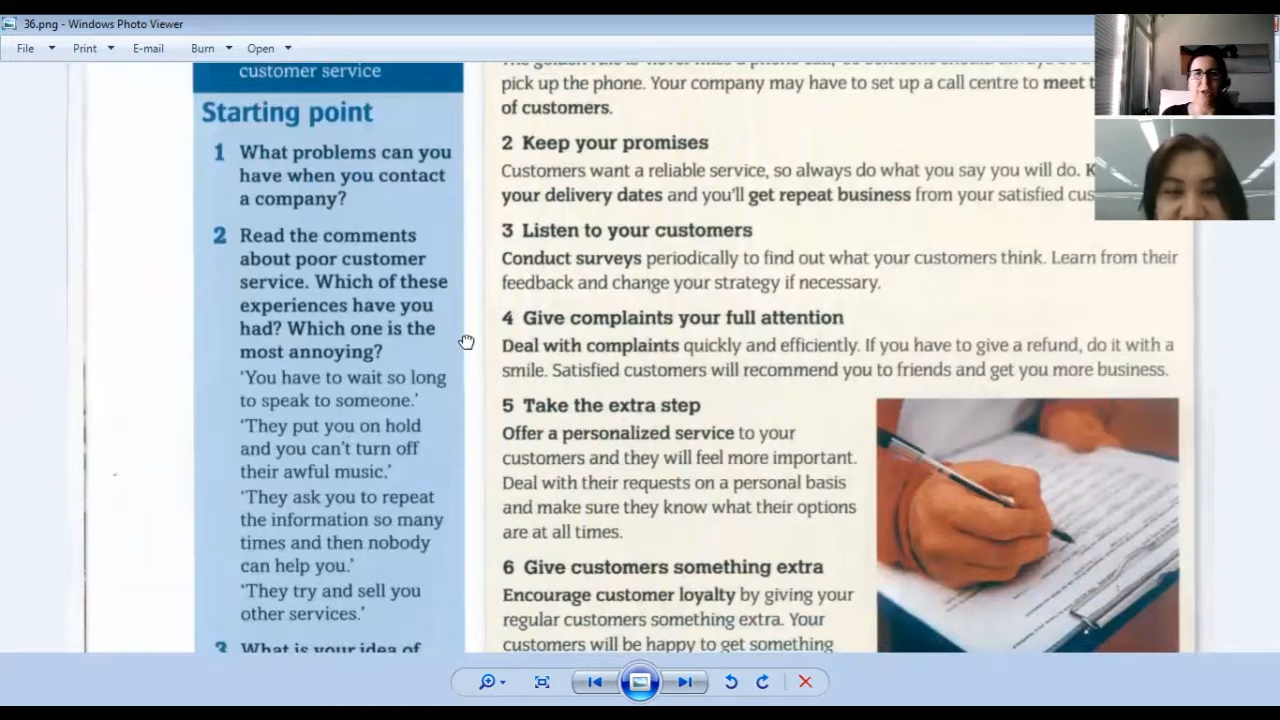 36.png - Windows Photo Viewer
File Print E-mail Burn Open
customer service
Starting point
1 What problems can you
have when you contact
a company?
2 Read the comments
about poor customer
service. Which of these
experiences have you
had? Which one is the
most annoying?
‘You have to wait so long
to speak to someone.’
‘They put you on hold
and you can’t turn off
their awful music.’
‘They ask you to repeat
the information so many
times and then nobody
can help you.’
‘They try and sell you
other services.’
3 What is your idea of
pick up the phone. Your company may have to set up a call centre to meet
of customers.
2 Keep your promises
Customers want a reliable service, so always do what you say you will do.
your delivery dates and you’ll get repeat business from your satisfied
3 Listen to your customers
Conduct surveys periodically to find out what your customers think. Learn from their
feedback and change your strategy if necessary.
4 Give complaints your full attention
Deal with complaints quickly and efficiently. If you have to give a refund, do it with a
smile. Satisfied customers will recommend you to friends and get you more business.
5 Take the extra step
Offer a personalized service to your
customers and they will feel more important.
Deal with their requests on a personal basis
and make sure they know what their options
are at all times.
6 Give customers something extra
Encourage customer loyalty by giving your
regular customers something extra. Your
customers will be happy to get something